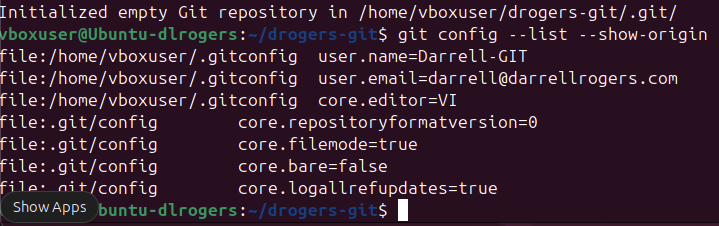 Initialized empty Git repository in /home/vboxuser/drogers-git/.git/
vboxuser@Ubuntu-dlrogers:~/drogers-git$ git config --list --show-origin
file:/home/vboxuser/.gitconfig  user.name=Darrell-GIT
file:/home/vboxuser/.gitconfig  user.email=darrell@darrellrogers.com
file:/home/vboxuser/.gitconfig  core.editor=VI
file:.git/config        core.repositoryformatversion=0
file:.git/config        core.filemode=true
file:.git/config        core.bare=false
file:.git/config        core.logallrefupdates=true
Show Apps
buntu-dlrogers:~/drogers-git$